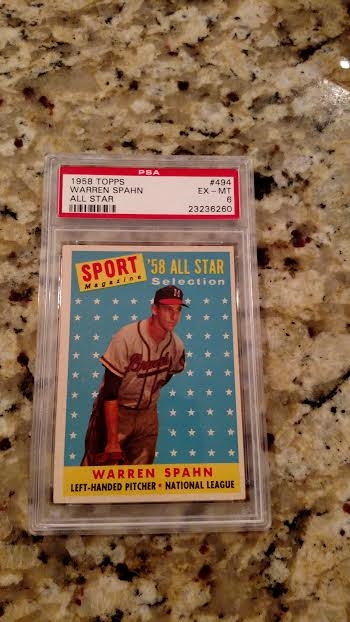 PSA
1958 TOPPS #494
WARREN SPAHN EX-MT
ALL STAR 6
23236260
SPORT
Magazine
'58 ALL STAR
Selection
M
Braves
WARREN SPAHN
LEFT-HANDED PITCHER • NATIONAL LEAGUE